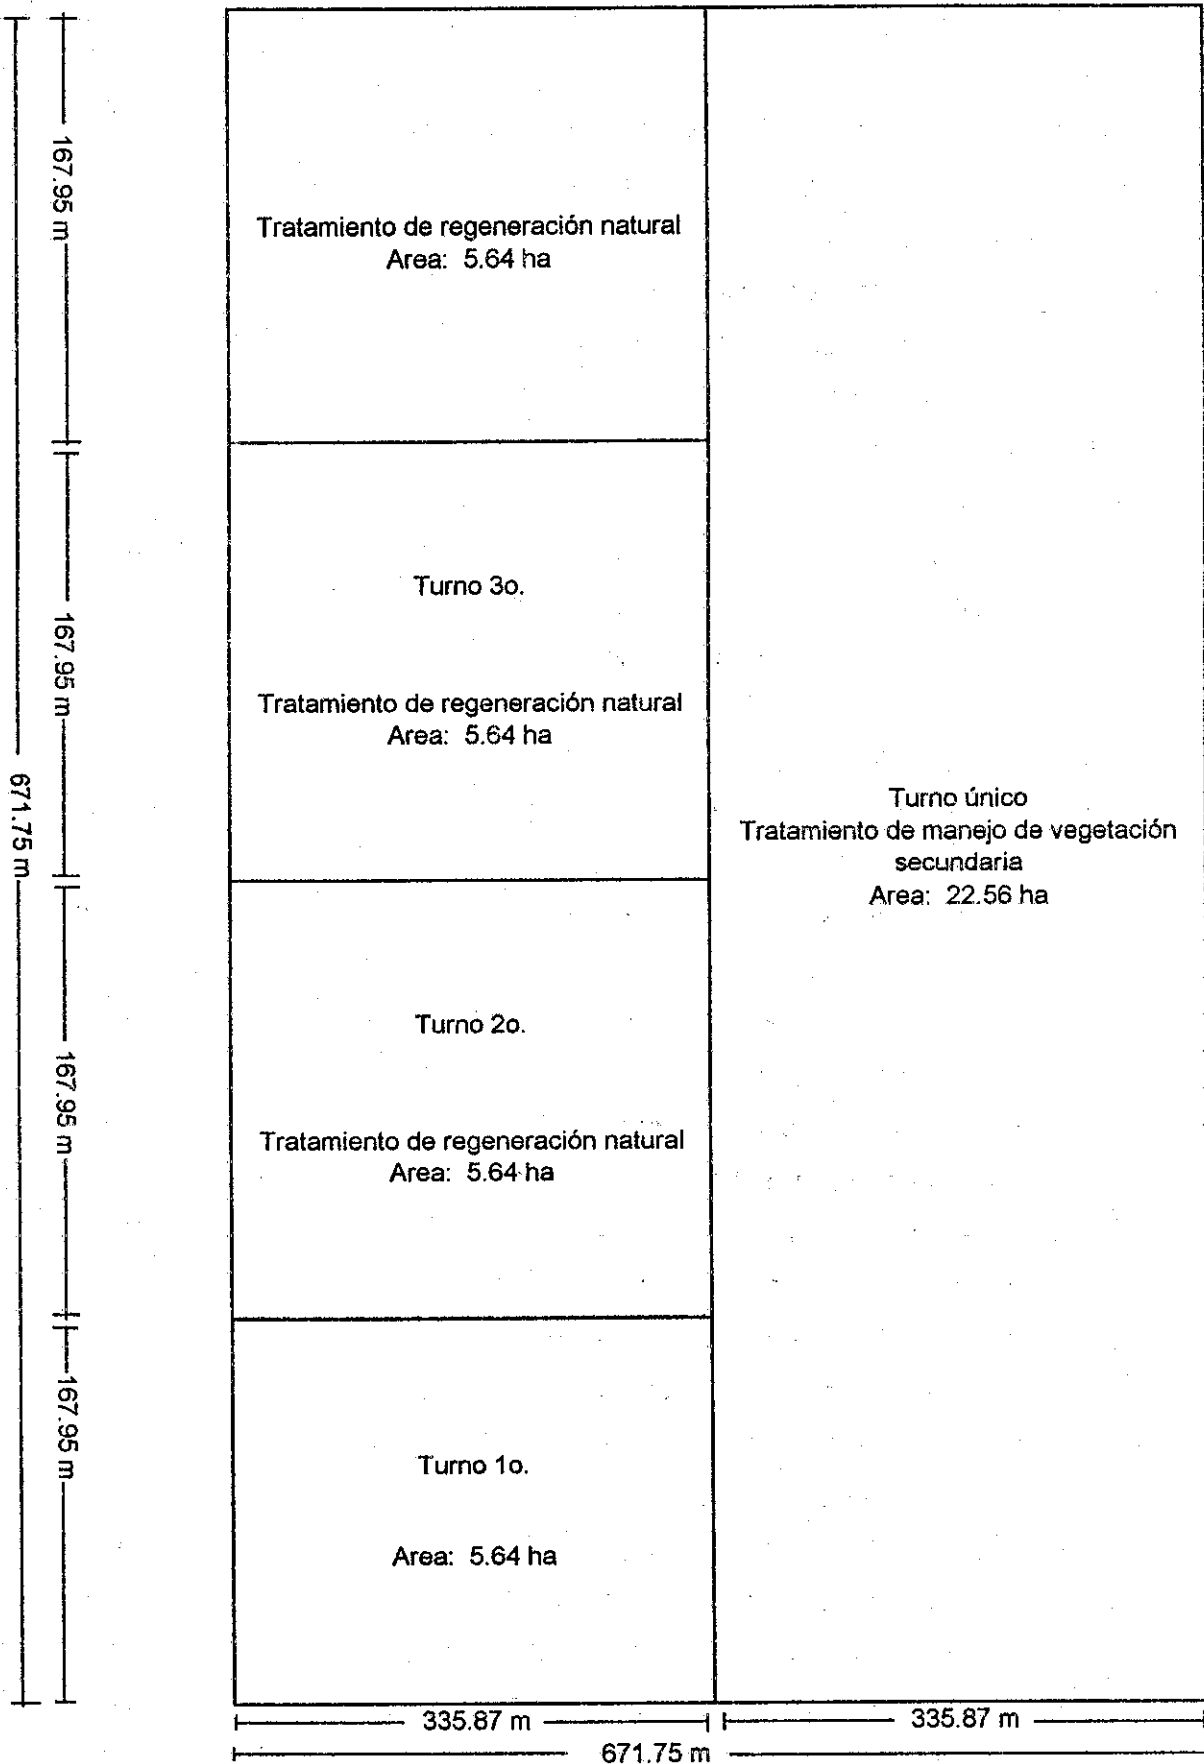 671.75 m
167.95 m
167.95 m
167.95 m
167.95 m
Tratamiento de regeneración natural
Area: 5.64 ha
Turno 3o.
Tratamiento de regeneración natural
Area: 5.64 ha
Turno 2o.
Tratamiento de regeneración natural
Area: 5.64 ha
Turno 1o.
Area: 5.64 ha
Turno único
Tratamiento de manejo de vegetación
secundaria
Area: 22.56 ha
335.87 m
335.87 m
671.75 m